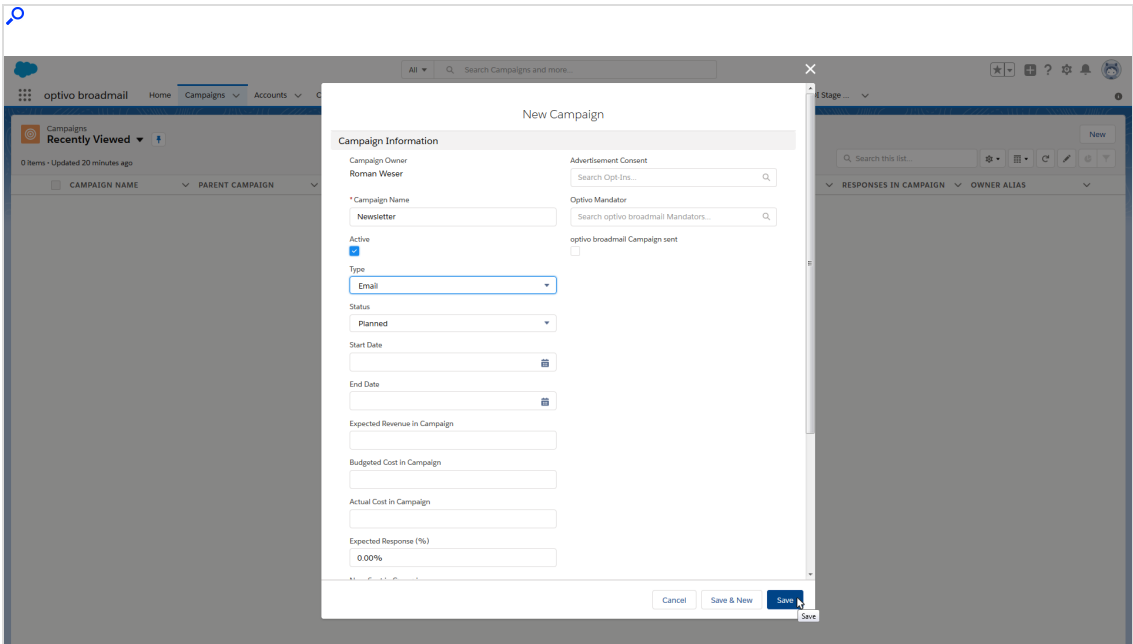 All
Search Campaigns and more...
optivo broadmail
Home
Campaigns
Accounts
Stage ...
Campaigns
Recently Viewed
New
0 items • Updated 20 minutes ago
Search this list...
CAMPAIGN NAME
PARENT CAMPAIGN
RESPONSES IN CAMPAIGN
OWNER ALIAS
New Campaign
Campaign Information
Campaign Owner
Roman Weser
Advertisement Consent
Search Opt-Ins...
* Campaign Name
Newsletter
Optivo Mandator
Search optivo broadmail Mandators...
Active
optivo broadmail Campaign sent
Type
Email
Status
Planned
Start Date
End Date
Expected Revenue in Campaign
Budgeted Cost in Campaign
Actual Cost in Campaign
Expected Response (%)
0.00%
Cancel
Save & New
Save
Save